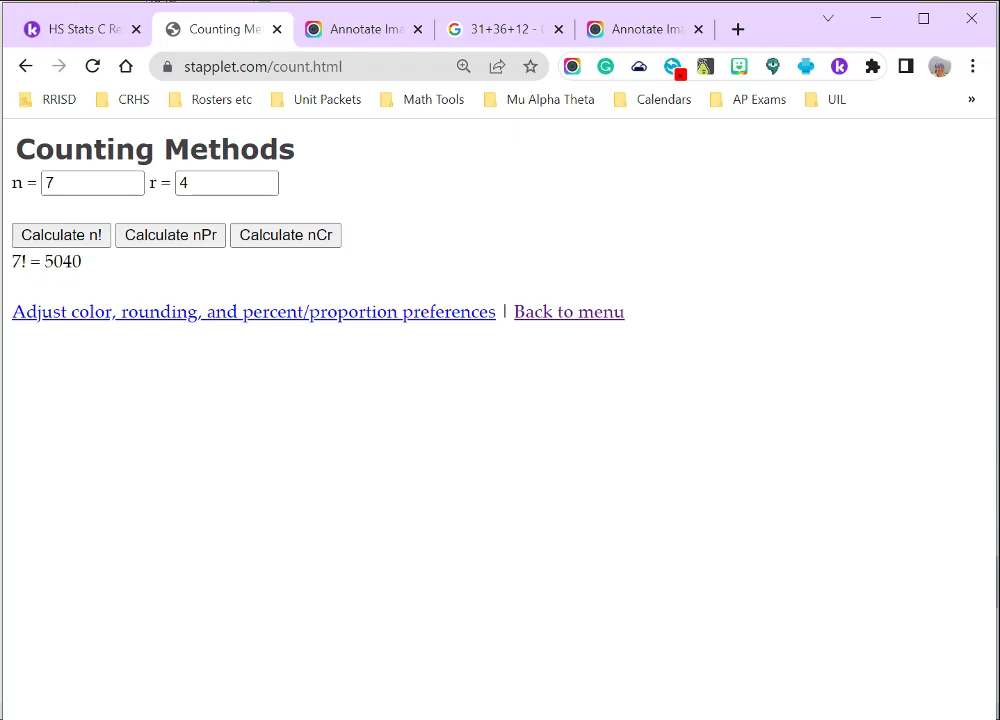 HS Stats C Re
Counting Me
Annotate Ima
31+36+12 -
Annotate Ima
stapplet.com/count.html
RRISD
CRHS
Rosters etc
Unit Packets
Math Tools
Mu Alpha Theta
Calendars
AP Exams
UIL
»
Counting Methods
n = 7 r = 4
Calculate n! Calculate nPr Calculate nCr
7! = 5040
Adjust color, rounding, and percent/proportion preferences | Back to menu